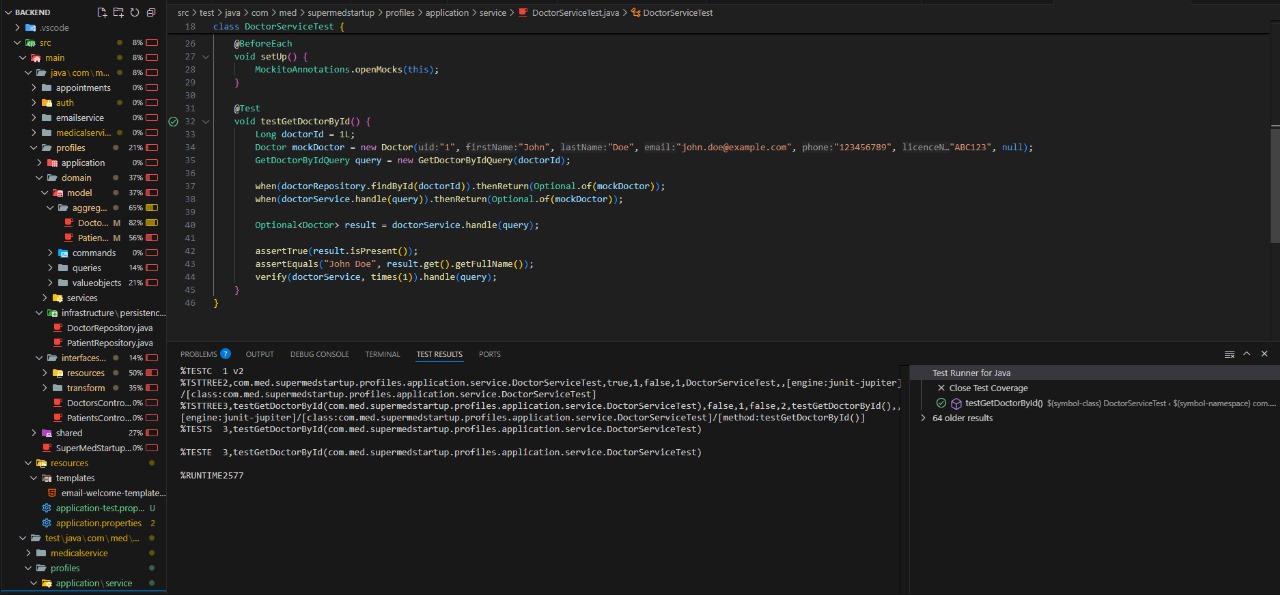 BACKEND
.vscode
src 8%
main 8%
java\com\m... 8%
appointments 0%
auth 0%
emailservice 0%
medicalservi... 0%
profiles 21%
application 0%
domain 37%
model 37%
aggreg... 65%
Docto... M 82%
Patien... M 56%
commands 0%
queries 14%
valueobjects 21%
services
infrastructure\persistenc...
DoctorRepository.java
PatientRepository.java
interfaces... 14%
resources 50%
transform 35%
DoctorsContro... 0%
PatientsContro... 0%
shared 27%
SuperMedStartup... 0%
resources
templates
email-welcome-template...
application-test.prop... U
application.properties 2
test\java\com\med\...
medicalservice
profiles
application\service
src > test > java > com > med > supermedstartup > profiles > application > service > DoctorServiceTest.java > DoctorServiceTest
18 class DoctorServiceTest {
26 @BeforeEach
27 void setUp() {
28 MockitoAnnotations.openMocks(this);
29 }
30
31 @Test
32 void testGetDoctorById() {
33 Long doctorId = 1L;
34 Doctor mockDoctor = new Doctor(uid:"1", firstName:"John", lastName:"Doe", email:"john.doe@example.com", phone:"123456789", licenceN…"ABC123", null);
35 GetDoctorByIdQuery query = new GetDoctorByIdQuery(doctorId);
36
37 when(doctorRepository.findById(doctorId)).thenReturn(Optional.of(mockDoctor));
38 when(doctorService.handle(query)).thenReturn(Optional.of(mockDoctor));
39
40 Optional<Doctor> result = doctorService.handle(query);
41
42 assertTrue(result.isPresent());
43 assertEquals("John Doe", result.get().getFullName());
44 verify(doctorService, times(1)).handle(query);
45 }
46 }
PROBLEMS 7 OUTPUT DEBUG CONSOLE TERMINAL TEST RESULTS PORTS
%TESTC 1 v2
%TSTTREE2,com.med.supermedstartup.profiles.application.service.DoctorServiceTest,true,1,false,1,DoctorServiceTest,,[engine:junit-jupiter]
/[class:com.med.supermedstartup.profiles.application.service.DoctorServiceTest]
%TSTTREE3,testGetDoctorById(com.med.supermedstartup.profiles.application.service.DoctorServiceTest),false,1,false,2,testGetDoctorById(),,
[engine:junit-jupiter]/[class:com.med.supermedstartup.profiles.application.service.DoctorServiceTest]/[method:testGetDoctorById()]
%TESTS 3,testGetDoctorById(com.med.supermedstartup.profiles.application.service.DoctorServiceTest)
%TESTE 3,testGetDoctorById(com.med.supermedstartup.profiles.application.service.DoctorServiceTest)
%RUNTIME2577
Test Runner for Java
Close Test Coverage
testGetDoctorById() $(symbol-class) DoctorServiceTest < $(symbol-namespace) com....
64 older results